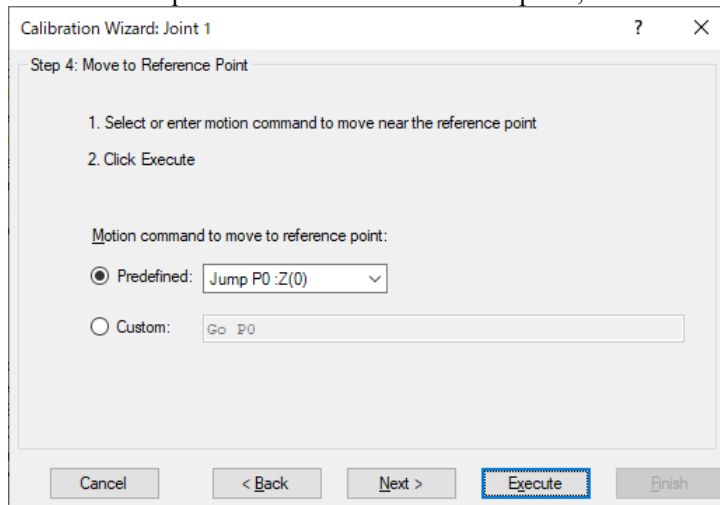 Calibration Wizard: Joint 1
Step 4: Move to Reference Point
1. Select or enter motion command to move near the reference point
2. Click Execute
Motion command to move to reference point:
Predefined: Jump P0 :Z(0)
Custom: Go P0
Cancel < Back Next > Execute Finish